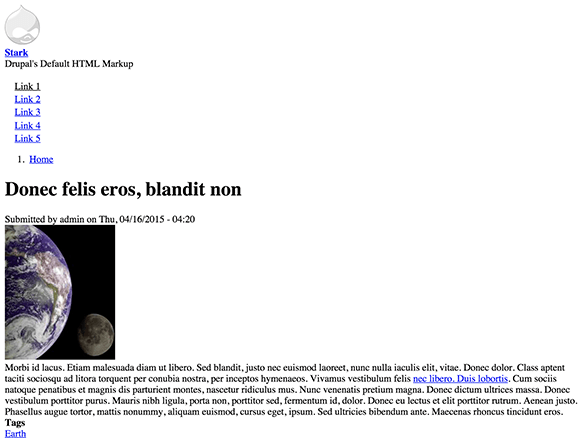 Stark
Drupal's Default HTML Markup
Link 1
Link 2
Link 3
Link 4
Link 5
1. Home
Donec felis eros, blandit non
Submitted by admin on Thu, 04/16/2015 - 04:20
Morbi id lacus. Etiam malesuada diam ut libero. Sed blandit, justo nec euismod laoreet, nunc nulla iaculis elit, vitae. Donec dolor. Class aptent
taciti sociosqu ad litora torquent per conubia nostra, per inceptos hymenaeos. Vivamus vestibulum felis nec libero. Duis lobortis. Cum sociis
natoque penatibus et magnis dis parturient montes, nascetur ridiculus mus. Nunc venenatis pretium magna. Donec dictum ultrices massa. Donec
vestibulum porttitor purus. Mauris nibh ligula, porta non, porttitor sed, fermentum id, dolor. Donec eu lectus et elit porttitor rutrum. Aenean justo.
Phasellus augue tortor, mattis nonummy, aliquam euismod, cursus eget, ipsum. Sed ultricies bibendum ante. Maecenas rhoncus tincidunt eros.
Tags
Earth